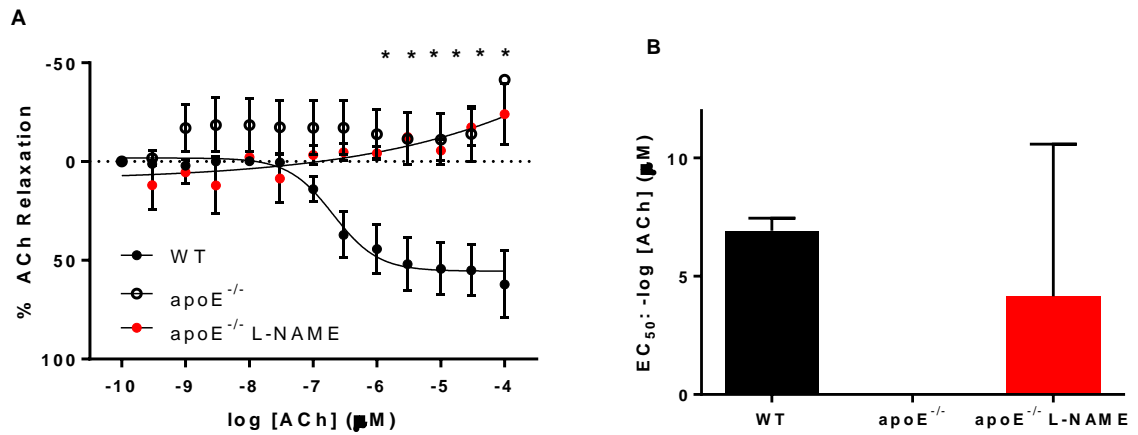 A
-50
0
50
100
% ACh Relaxation
* * * * * *
WT
apoE-/-
apoE-/- L-NAME
-10 -9 -8 -7 -6 -5 -4
log [ACh] (μM)
B
10
5
0
EC50: -log [ACh] (μM)
WT apoE-/- apoE-/- L-NAME